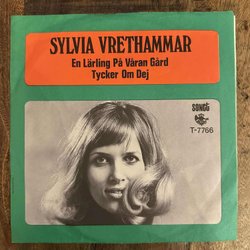 SYLVIA VRETHAMMAR
En Lärling På Våran Gård
Tycker Om Dej
SONET
T-7766